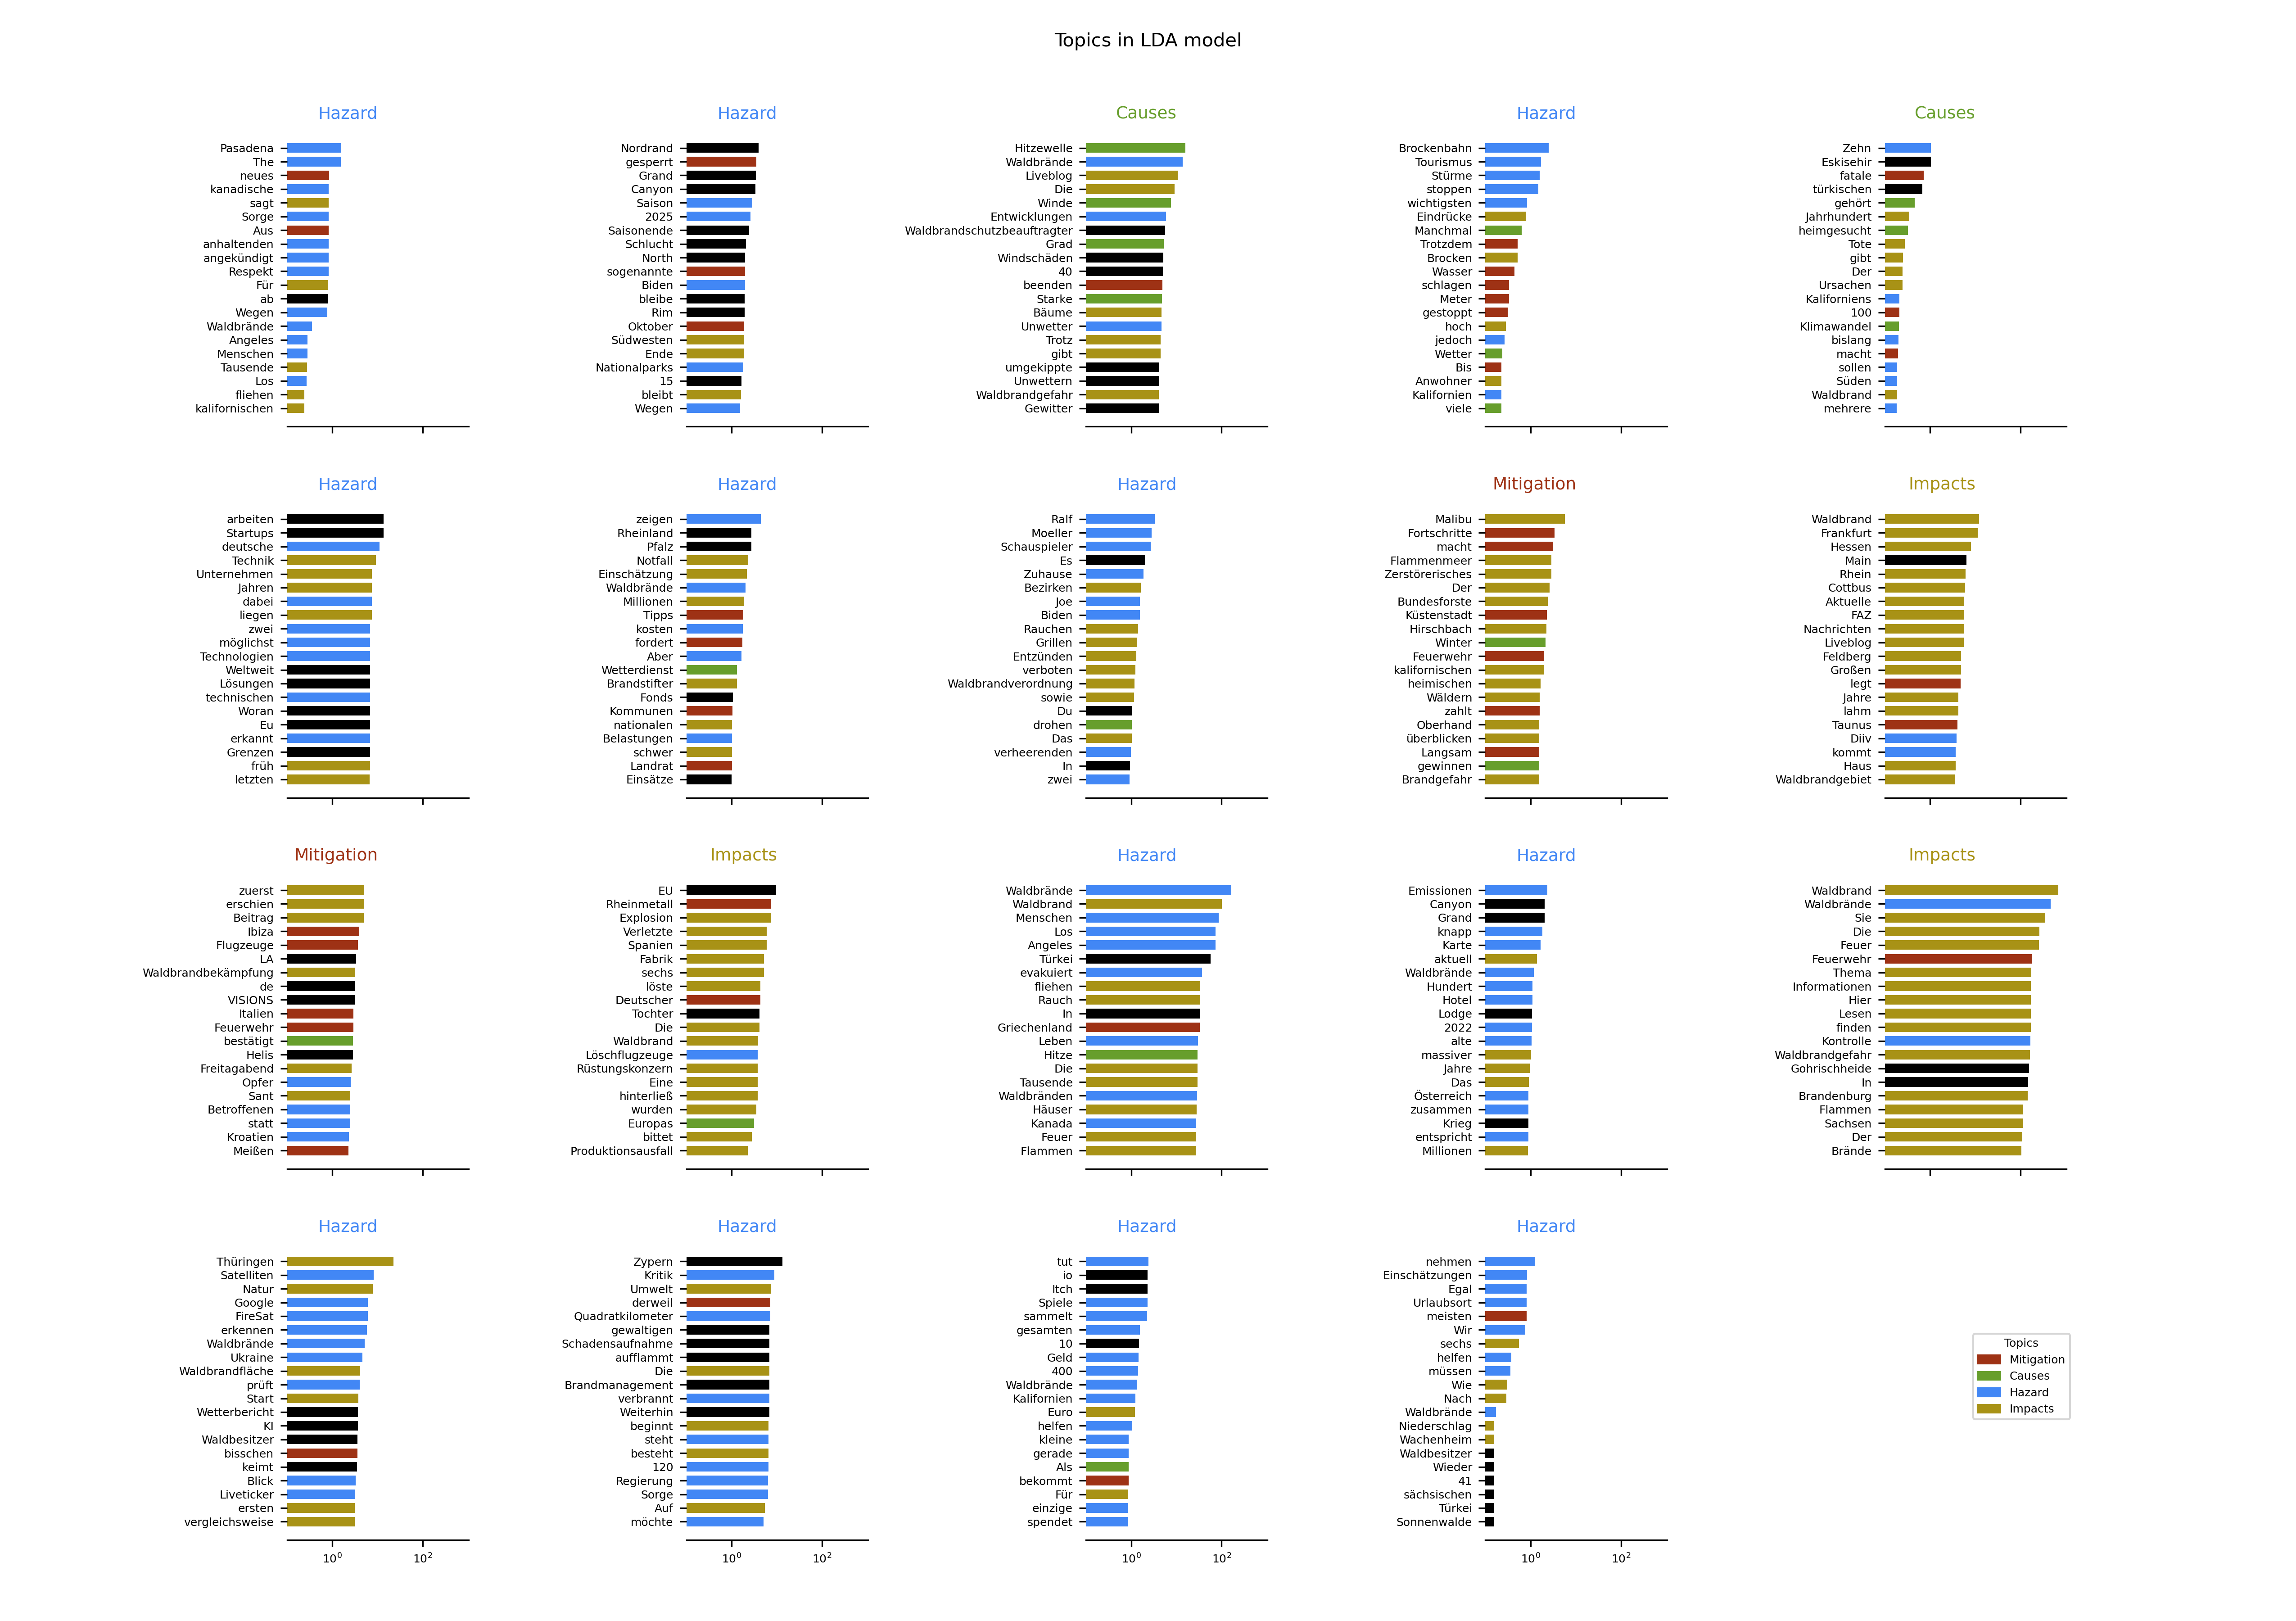 Topics in LDA model
Hazard
Pasadena
The
neues
kanadische
sagt
Sorge
Aus
anhaltenden
angekündigt
Respekt
Für
ab
Wegen
Waldbrände
Angeles
Menschen
Tausende
Los
fliehen
kalifornischen
Hazard
Nordrand
gesperrt
Grand
Canyon
Saison
2025
Saisonende
Schlucht
North
sogenannte
Biden
bleibe
Rim
Oktober
Südwesten
Ende
Nationalparks
15
bleibt
Wegen
Causes
Hitzewelle
Waldbrände
Liveblog
Die
Winde
Entwicklungen
Waldbrandschutzbeauftragter
Grad
Windschäden
40
beenden
Starke
Bäume
Unwetter
Trotz
gibt
umgekippte
Unwettern
Waldbrandgefahr
Gewitter
Hazard
Brockenbahn
Tourismus
Stürme
stoppen
wichtigsten
Eindrücke
Manchmal
Trotzdem
Brocken
Wasser
schlagen
Meter
gestoppt
hoch
jedoch
Wetter
Bis
Anwohner
Kalifornien
viele
Causes
Zehn
Eskisehir
fatale
türkischen
gehört
Jahrhundert
heimgesucht
Tote
gibt
Der
Ursachen
Kaliforniens
100
Klimawandel
bislang
macht
sollen
Süden
Waldbrand
mehrere
Hazard
arbeiten
Startups
deutsche
Technik
Unternehmen
Jahren
dabei
liegen
zwei
möglichst
Technologien
Weltweit
Lösungen
technischen
Woran
Eu
erkannt
Grenzen
früh
letzten
Hazard
zeigen
Rheinland
Pfalz
Notfall
Einschätzung
Waldbrände
Millionen
Tipps
kosten
fordert
Aber
Wetterdienst
Brandstifter
Fonds
Kommunen
nationalen
Belastungen
schwer
Landrat
Einsätze
Hazard
Ralf
Moeller
Schauspieler
Es
Zuhause
Bezirken
Joe
Biden
Rauchen
Grillen
Entzünden
verboten
Waldbrandverordnung
sowie
Du
drohen
Das
verheerenden
In
zwei
Mitigation
Malibu
Fortschritte
macht
Flammenmeer
Zerstörerisches
Der
Bundesforste
Küstenstadt
Hirschbach
Winter
Feuerwehr
kalifornischen
heimischen
Wäldern
zahlt
Oberhand
überblicken
Langsam
gewinnen
Brandgefahr
Impacts
Waldbrand
Frankfurt
Hessen
Main
Rhein
Cottbus
Aktuelle
FAZ
Nachrichten
Liveblog
Feldberg
Großen
legt
Jahre
lahm
Taunus
Diiv
kommt
Haus
Waldbrandgebiet
Mitigation
zuerst
erschien
Beitrag
Ibiza
Flugzeuge
LA
Waldbrandbekämpfung
de
VISIONS
Italien
Feuerwehr
bestätigt
Helis
Freitagabend
Opfer
Sant
Betroffenen
statt
Kroatien
Meißen
Impacts
EU
Rheinmetall
Explosion
Verletzte
Spanien
Fabrik
sechs
löste
Deutscher
Tochter
Die
Waldbrand
Löschflugzeuge
Rüstungskonzern
Eine
hinterließ
wurden
Europas
bittet
Produktionsausfall
Hazard
Waldbrände
Waldbrand
Menschen
Los
Angeles
Türkei
evakuiert
fliehen
Rauch
In
Griechenland
Leben
Hitze
Die
Tausende
Waldbränden
Häuser
Kanada
Feuer
Flammen
Hazard
Emissionen
Canyon
Grand
knapp
Karte
aktuell
Waldbrände
Hundert
Hotel
Lodge
2022
alte
massiver
Jahre
Das
Österreich
zusammen
Krieg
entspricht
Millionen
Impacts
Waldbrand
Waldbrände
Sie
Die
Feuer
Feuerwehr
Thema
Informationen
Hier
Lesen
finden
Kontrolle
Waldbrandgefahr
Gohrischheide
In
Brandenburg
Flammen
Sachsen
Der
Brände
Hazard
Thüringen
Satelliten
Natur
Google
FireSat
erkennen
Waldbrände
Ukraine
Waldbrandfläche
prüft
Start
Wetterbericht
KI
Waldbesitzer
bisschen
keimt
Blick
Liveticker
ersten
vergleichsweise
10⁰ 10²
Hazard
Zypern
Kritik
Umwelt
derweil
Quadratkilometer
gewaltigen
Schadensaufnahme
aufflammt
Die
Brandmanagement
verbrannt
Weiterhin
beginnt
steht
besteht
120
Regierung
Sorge
Auf
möchte
10⁰ 10²
Hazard
tut
io
Itch
Spiele
sammelt
gesamten
10
Geld
400
Waldbrände
Kalifornien
Euro
helfen
kleine
gerade
Als
bekommt
Für
einzige
spendet
10⁰ 10²
Hazard
nehmen
Einschätzungen
Egal
Urlaubsort
meisten
Wir
sechs
helfen
müssen
Wie
Nach
Waldbrände
Niederschlag
Wachenheim
Waldbesitzer
Wieder
41
sächsischen
Türkei
Sonnenwalde
10⁰ 10²
Topics
Mitigation
Causes
Hazard
Impacts